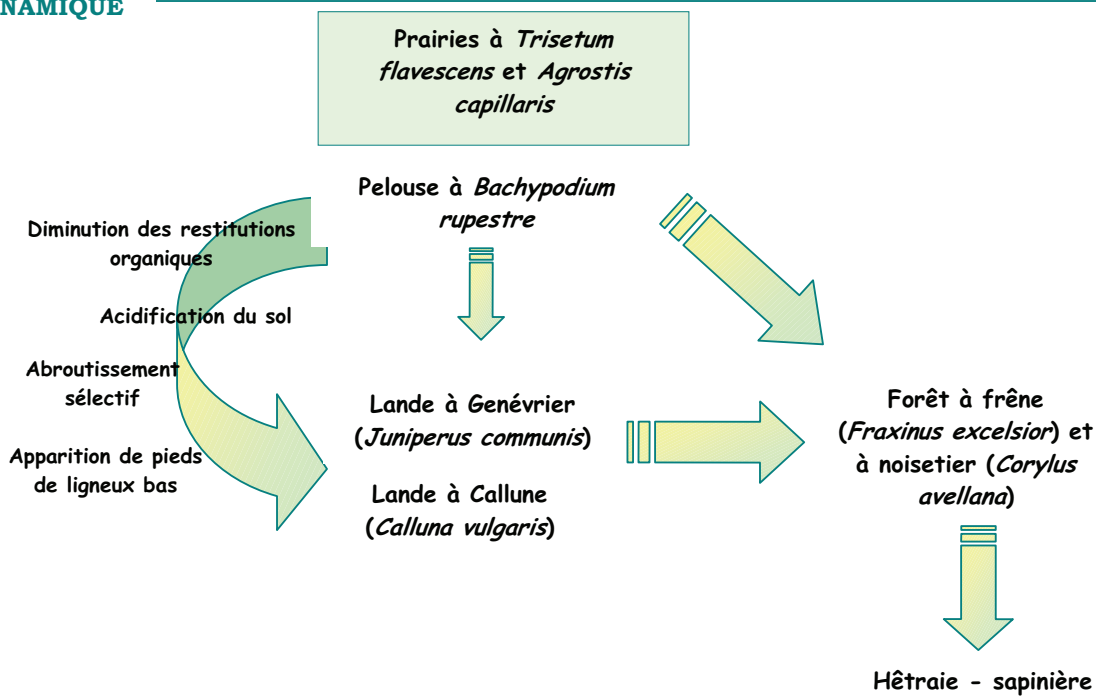 NAMIQUE
Prairies à Trisetum
flavescens et Agrostis
capillaris
Pelouse à Bachypodium
rupestre
Diminution des restitutions
organiques
Acidification du sol
Abroutissement
sélectif
Apparition de pieds
de ligneux bas
Lande à Genévrier
(Juniperus communis)
Lande à Callune
(Calluna vulgaris)
Forêt à frêne
(Fraxinus excelsior) et
à noisetier (Corylus
avellana)
Hêtraie - sapinière